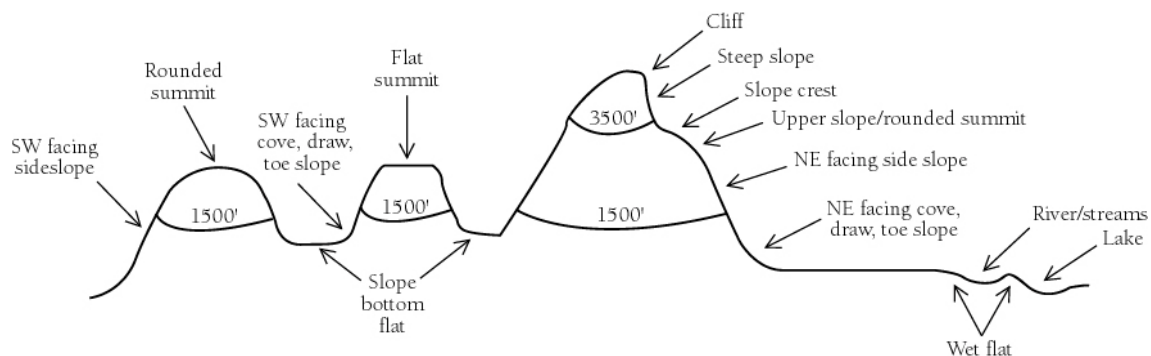 Cliff
Steep slope
Slope crest
Upper slope/rounded summit
NE facing side slope
NE facing cove,
draw, toe slope
River/streams
Lake
Wet flat
Flat
summit
Rounded
summit
SW facing
cove, draw,
toe slope
SW facing
sideslope
3500'
1500'
1500'
1500'
Slope
bottom
flat